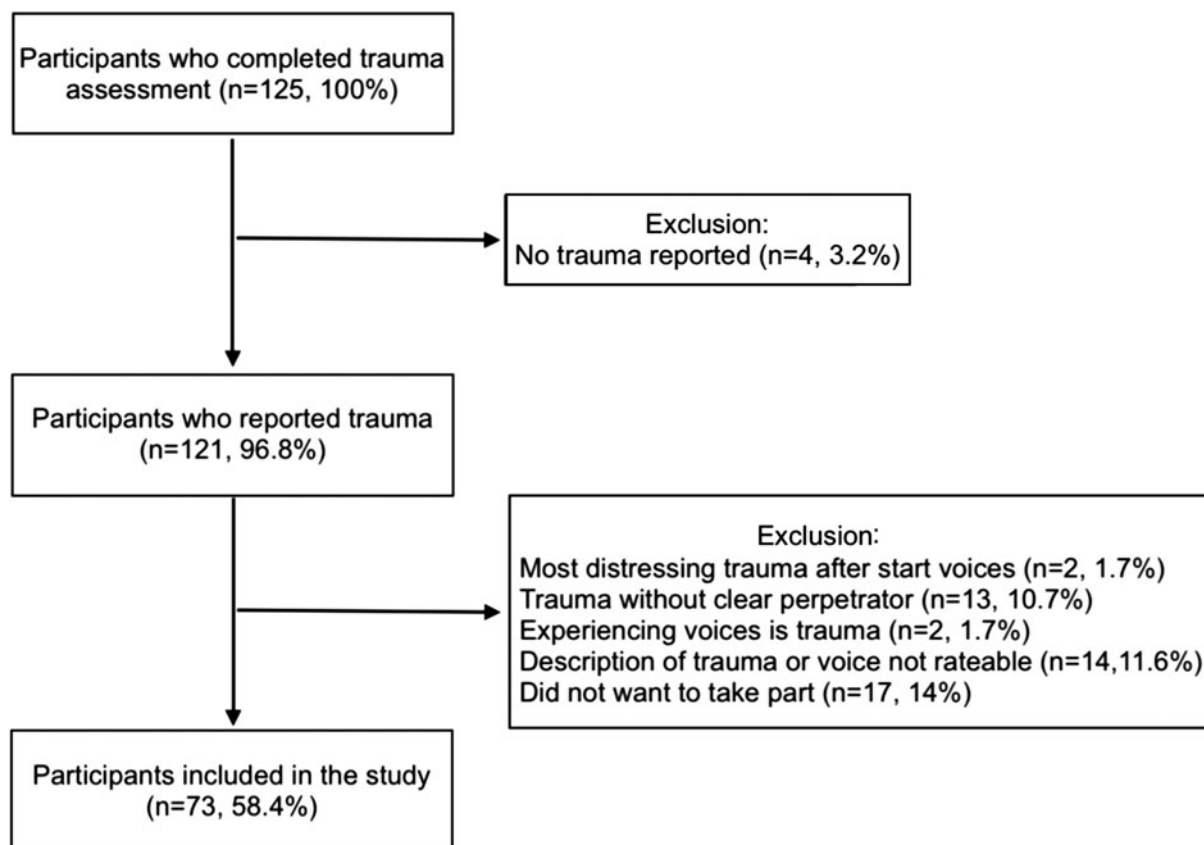 Participants who completed trauma
assessment (n=125, 100%)
Exclusion:
No trauma reported (n=4, 3.2%)
Participants who reported trauma
(n=121, 96.8%)
Exclusion:
Most distressing trauma after start voices (n=2, 1.7%)
Trauma without clear perpetrator (n=13, 10.7%)
Experiencing voices is trauma (n=2, 1.7%)
Description of trauma or voice not rateable (n=14,11.6%)
Did not want to take part (n=17, 14%)
Participants included in the study
(n=73, 58.4%)